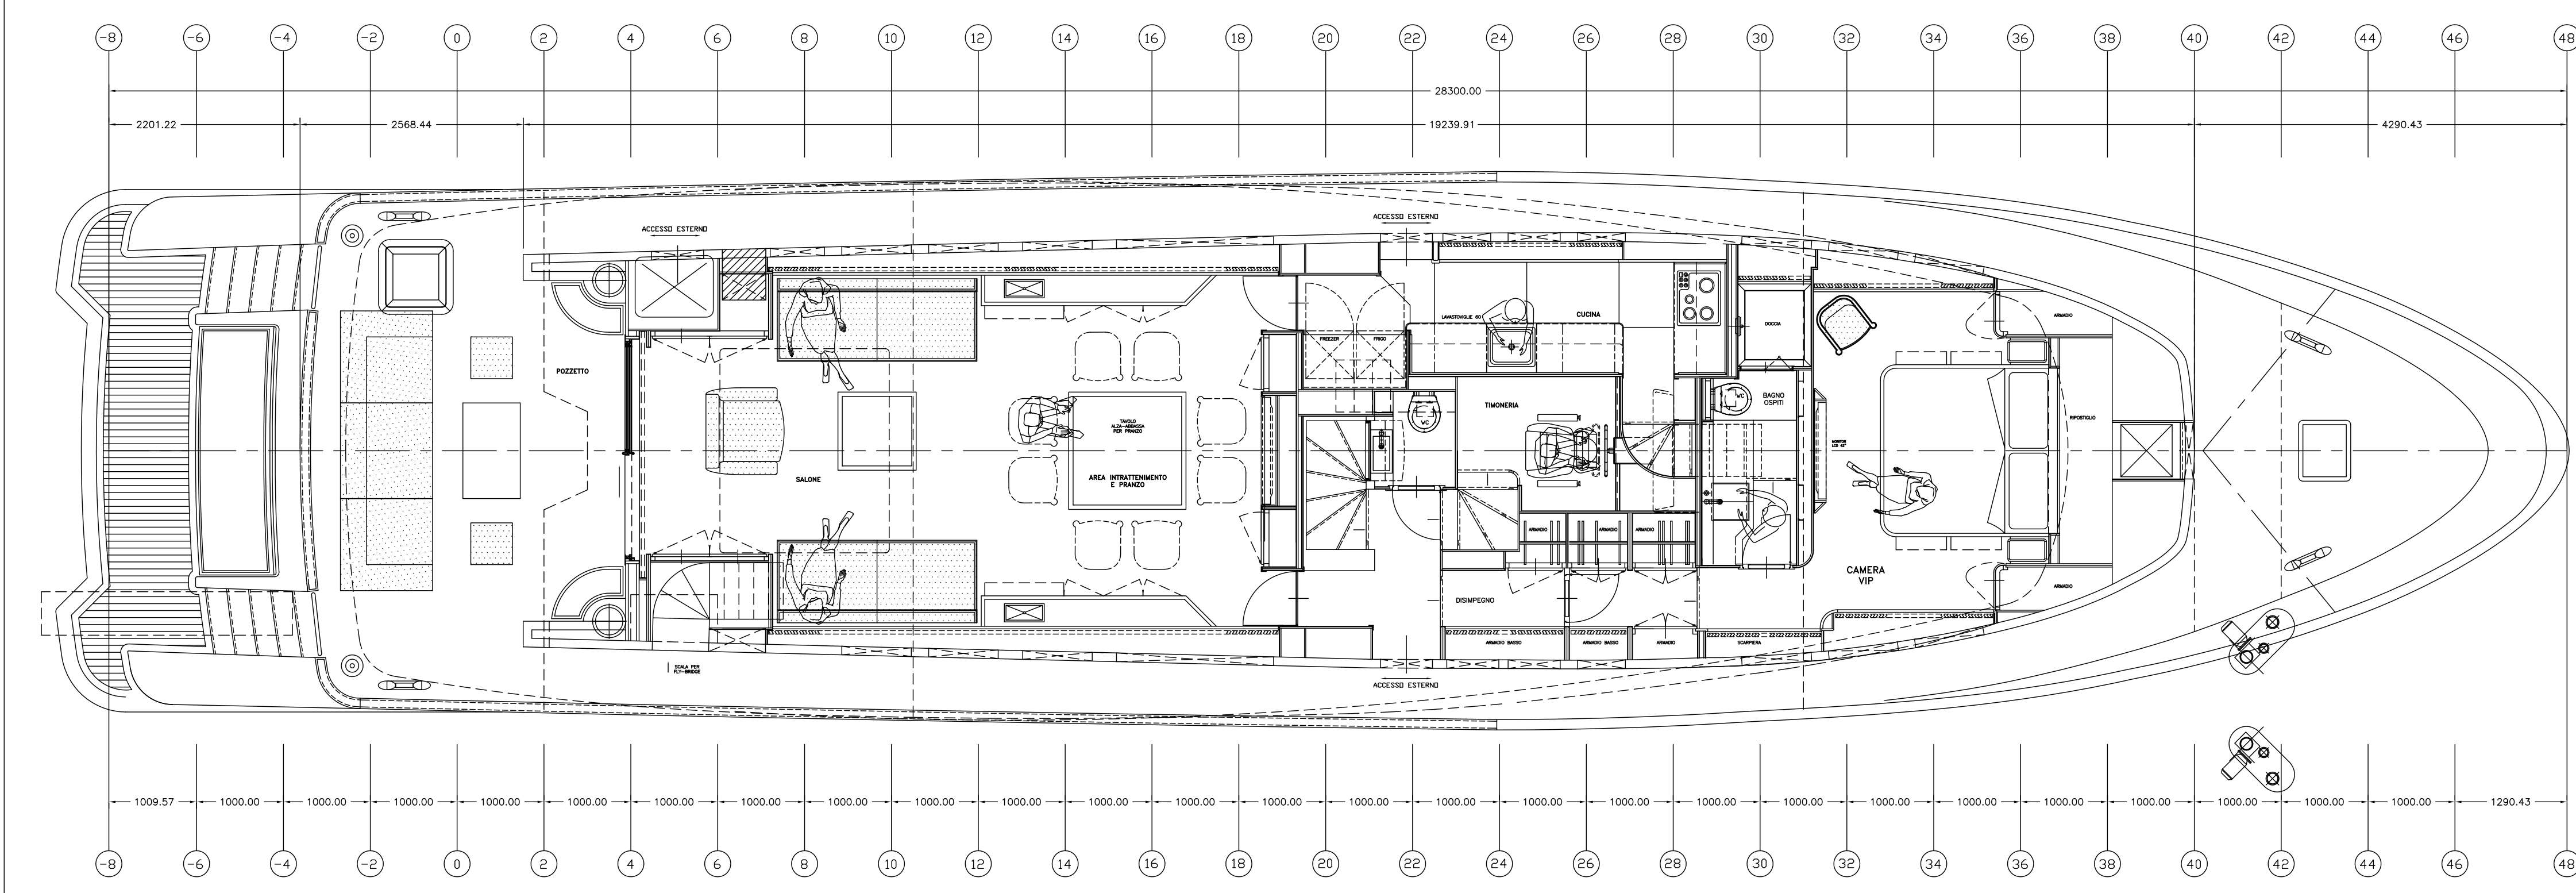 -8 -6 -4 -2 0 2 4 6 8 10 12 14 16 18 20 22 24 26 28 30 32 34 36 38 40 42 44 46 48
28300.00
2201.22 2568.44 19239.91 4290.43
ACCESSO ESTERNO
ACCESSO ESTERNO
LAVASTOVIGLIE 60
CUCINA
DOCCIA
ARMADIO
FREEZER
FRIGO
POZZETTO
WC
WC
BAGNO
OSPITI
TIMONERIA
TAVOLO
ALZA-ABBASSA
PER PRANZO
RIPOSTIGLIO
MONITOR
LCD 42"
SALONE
AREA INTRATTENIMENTO
E PRANZO
ARMADIO
ARMADIO
ARMADIO
CAMERA
VIP
ARMADIO
DISIMPEGNO
ARMADIO BASSO
ARMADIO BASSO
ARMADIO
SCARPIERA
SCALA PER
FLY-BRIDGE
ACCESSO ESTERNO
1009.57 1000.00 1000.00 1000.00 1000.00 1000.00 1000.00 1000.00 1000.00 1000.00 1000.00 1000.00 1000.00 1000.00 1000.00 1000.00 1000.00 1000.00 1000.00 1000.00 1000.00 1000.00 1000.00 1000.00 1000.00 1000.00 1000.00 1290.43
-8 -6 -4 -2 0 2 4 6 8 10 12 14 16 18 20 22 24 26 28 30 32 34 36 38 40 42 44 46 48